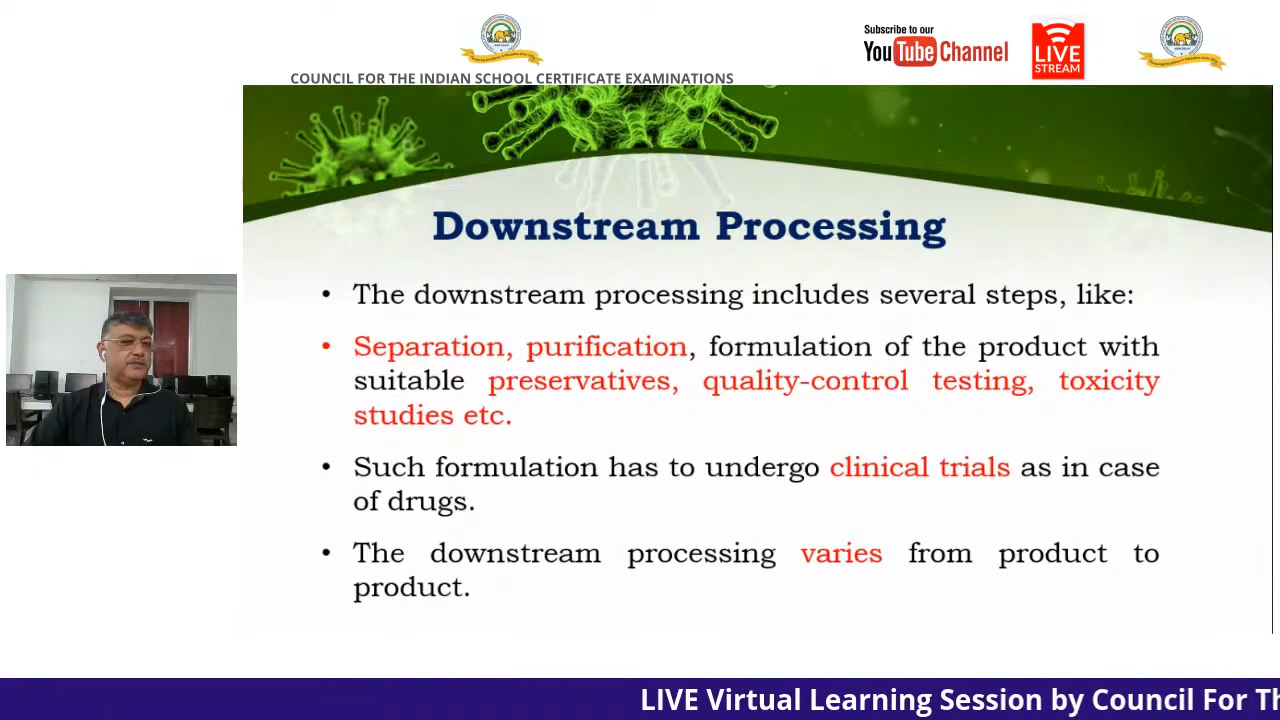 Subscribe to our
YouTube Channel
LIVE
STREAM
COUNCIL FOR THE INDIAN SCHOOL CERTIFICATE EXAMINATIONS
Downstream Processing
• The downstream processing includes several steps, like:
• Separation, purification, formulation of the product with
suitable preservatives, quality-control testing, toxicity
studies etc.
• Such formulation has to undergo clinical trials as in case
of drugs.
• The downstream processing varies from product to
product.
LIVE Virtual Learning Session by Council For Th